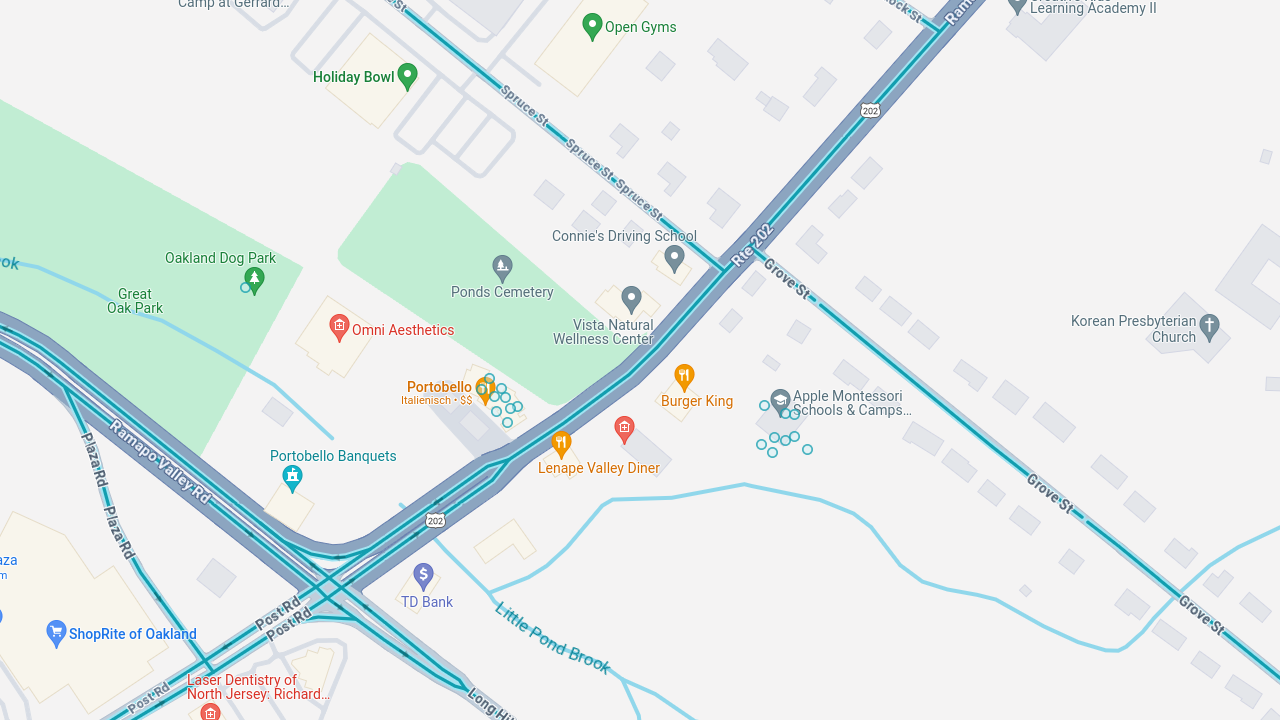 Camp at Gerrard...
Learning Academy II
Open Gyms
Holiday Bowl
202
Spruce St
Spruce St
Spruce St
Connie's Driving School
Rte 202
Oakland Dog Park
Great
Oak Park
Ponds Cemetery
Grove St
Vista Natural
Wellness Center
Korean Presbyterian
Church
Omni Aesthetics
Portobello
Italienisch • $$
Burger King
Apple Montessori
Schools & Camps...
Ramapo Valley Rd
Plaza Rd
Portobello Banquets
Lenape Valley Diner
Grove St
202
Plaza Rd
TD Bank
Post Rd
Post Rd
Little Pond Brook
Grove St
ShopRite of Oakland
Laser Dentistry of
North Jersey: Richard...
Post Rd